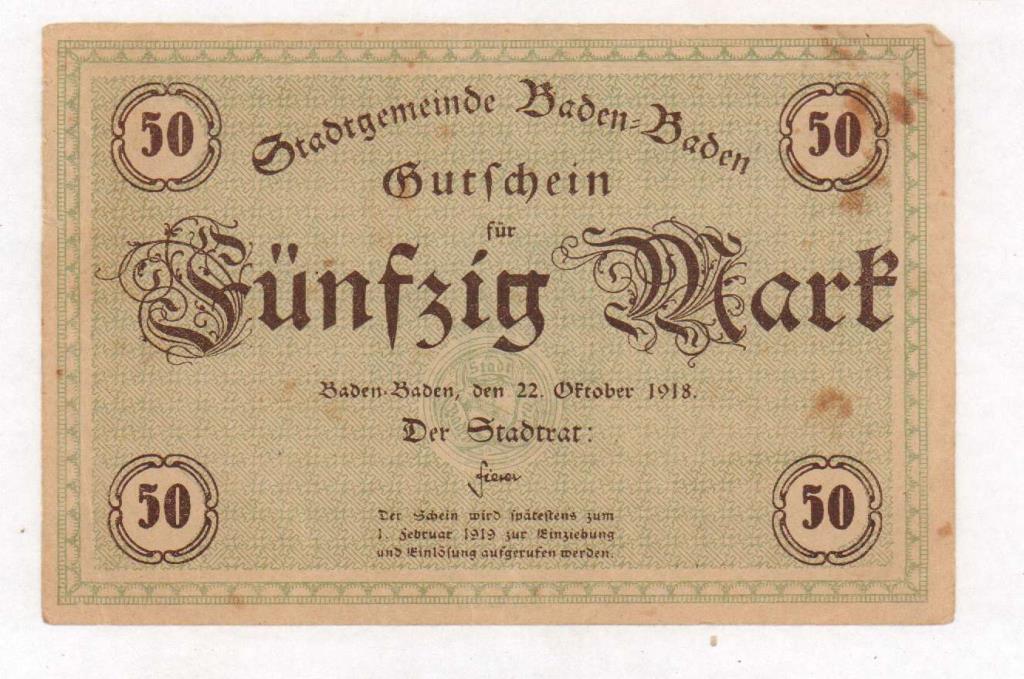 50 50
Stadtgemeinde Baden=Baden
Gutschein
für
Fünfzig Mark
Stadt
Baden-Baden, den 22. Oktober 1918.
Der Stadtrat:
50 50
Der Schein wird spätestens zum
1. Februar 1919 zur Einziehung
und Einlösung aufgerufen werden.